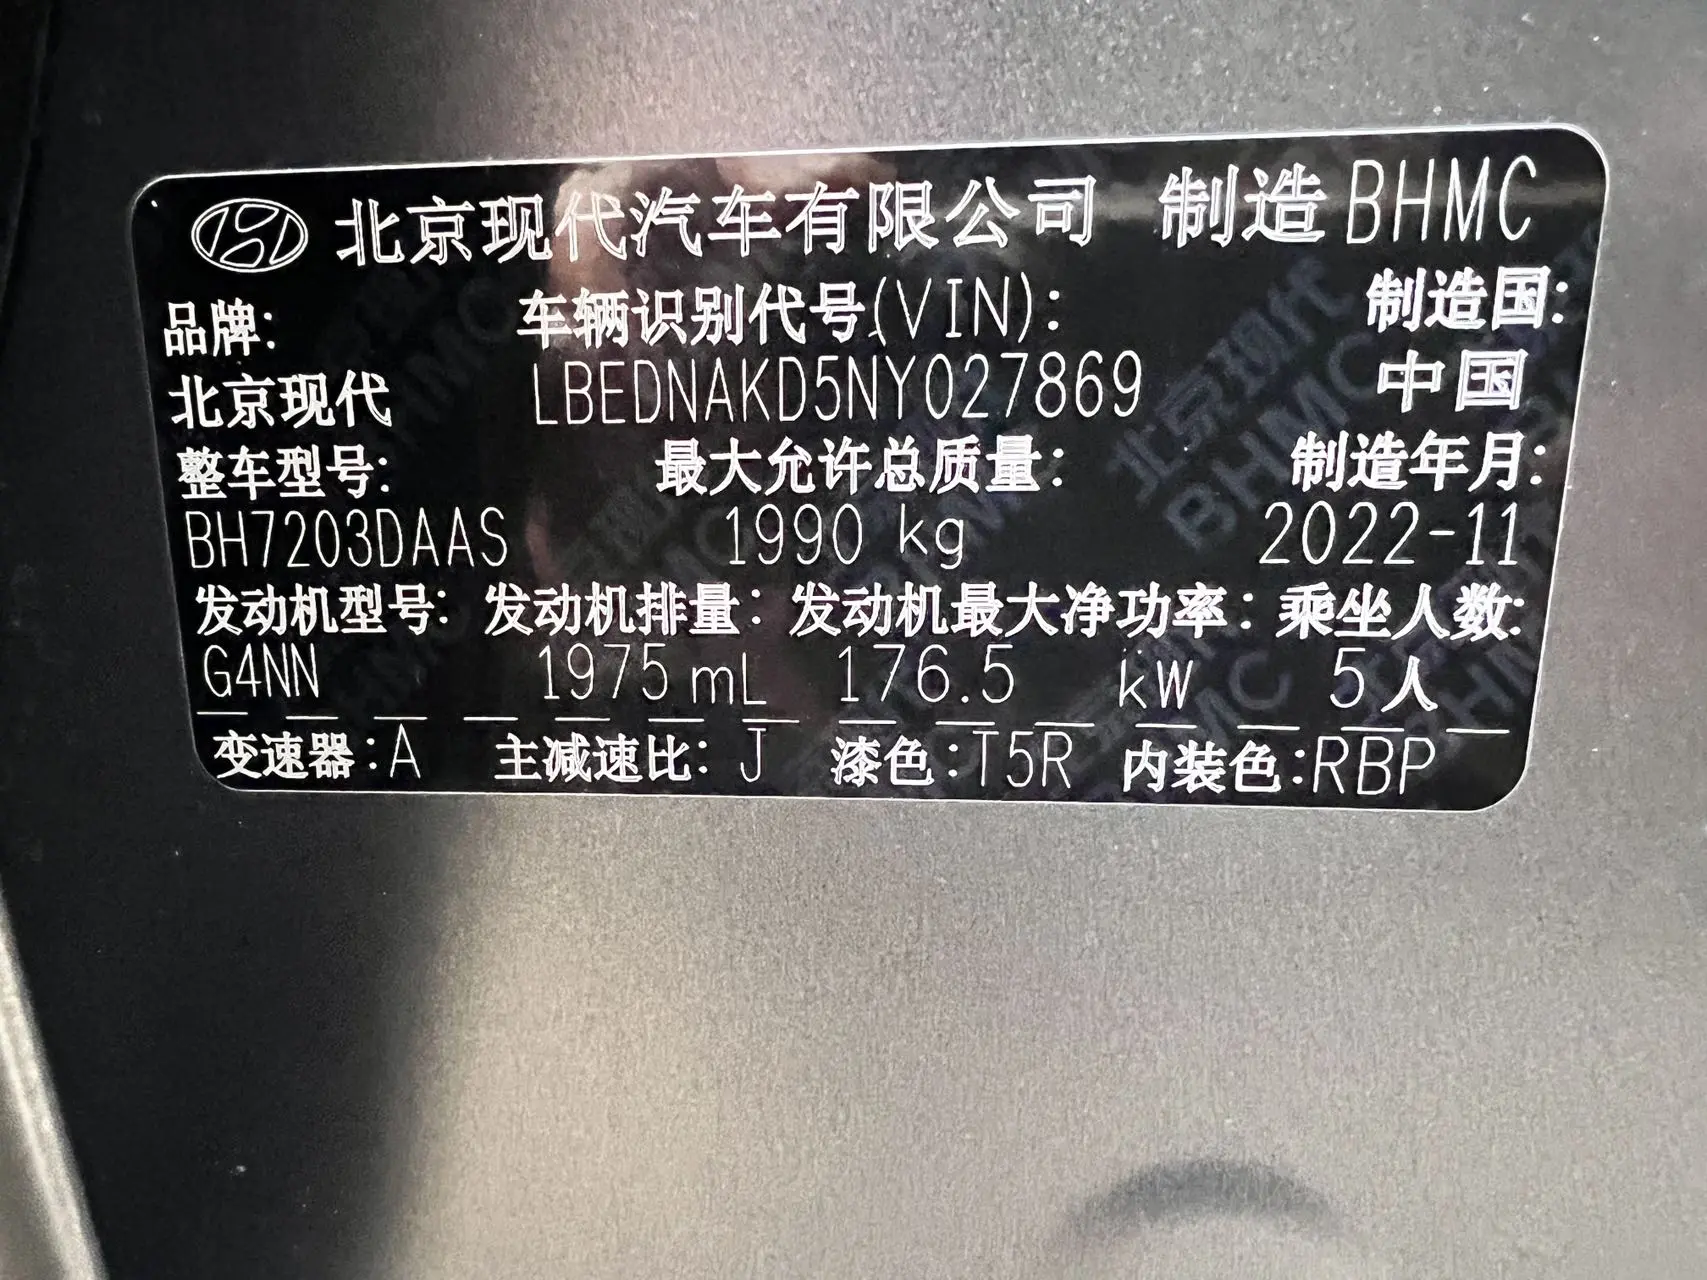 北京现代汽车有限公司 制造 BHMC
品牌: 车辆识别代号(VIN): 制造国:
北京现代 LBEDNAKD5NY027869 中国
整车型号: 最大允许总质量: 制造年月:
BH7203DAAS 1990 kg 2022-11
发动机型号: 发动机排量: 发动机最大净功率: 乘坐人数:
G4NN 1975 mL 176.5 kW 5人
变速器:A 主减速比: J 漆色:T5R 内装色:RBP